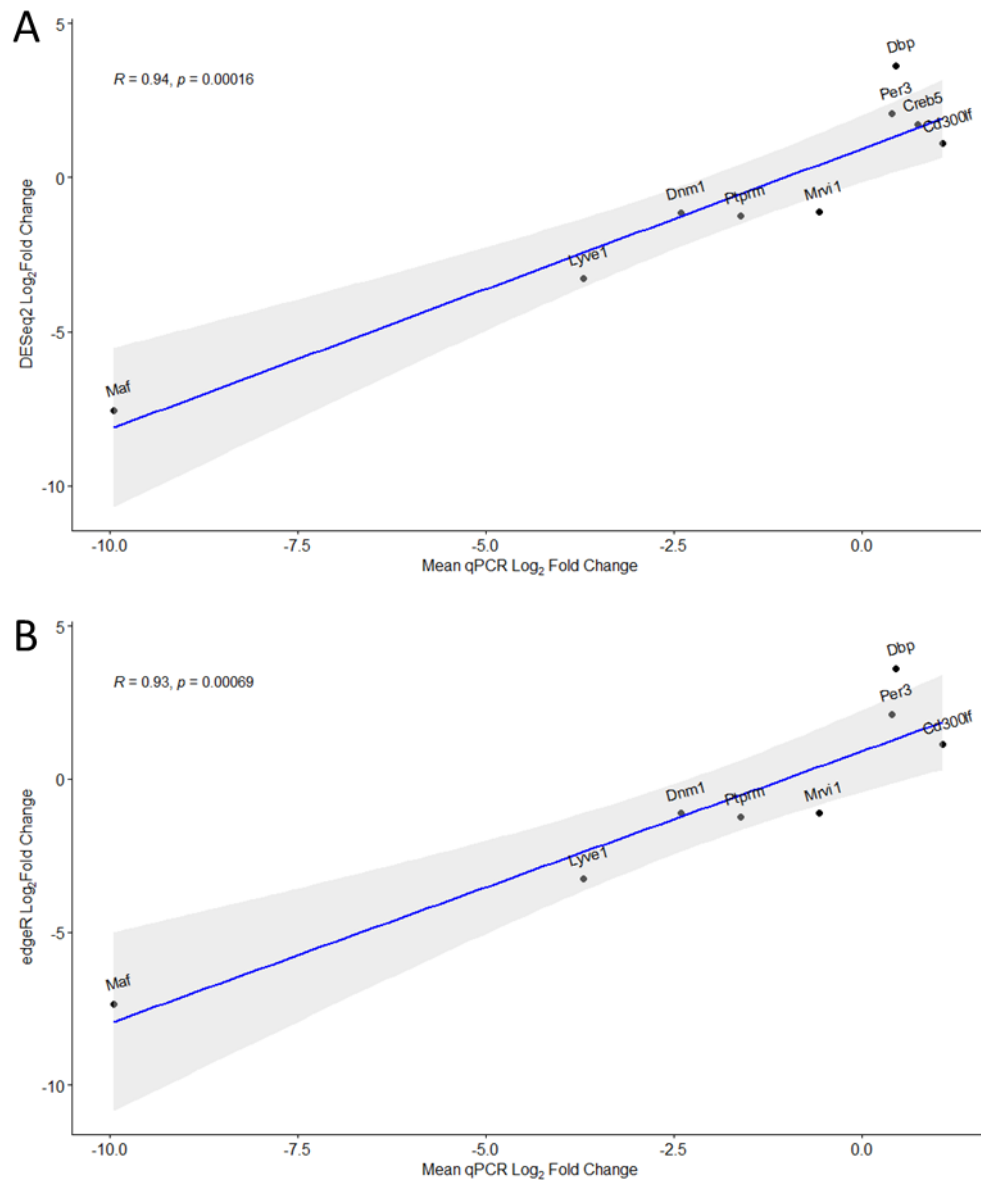 A
5
0
-5
-10
DESeq2 Log₂Fold Change
R = 0.94, p = 0.00016
Dbp
Per3
Creb5
Cd300lf
Dnm1
Ptprm
Mrvi1
Lyve1
Maf
-10.0 -7.5 -5.0 -2.5 0.0
Mean qPCR Log₂ Fold Change
B
5
0
-5
-10
edgeR Log₂Fold Change
R = 0.93, p = 0.00069
Dbp
Per3
Cd300lf
Dnm1
Ptprm
Mrvi1
Lyve1
Maf
-10.0 -7.5 -5.0 -2.5 0.0
Mean qPCR Log₂ Fold Change